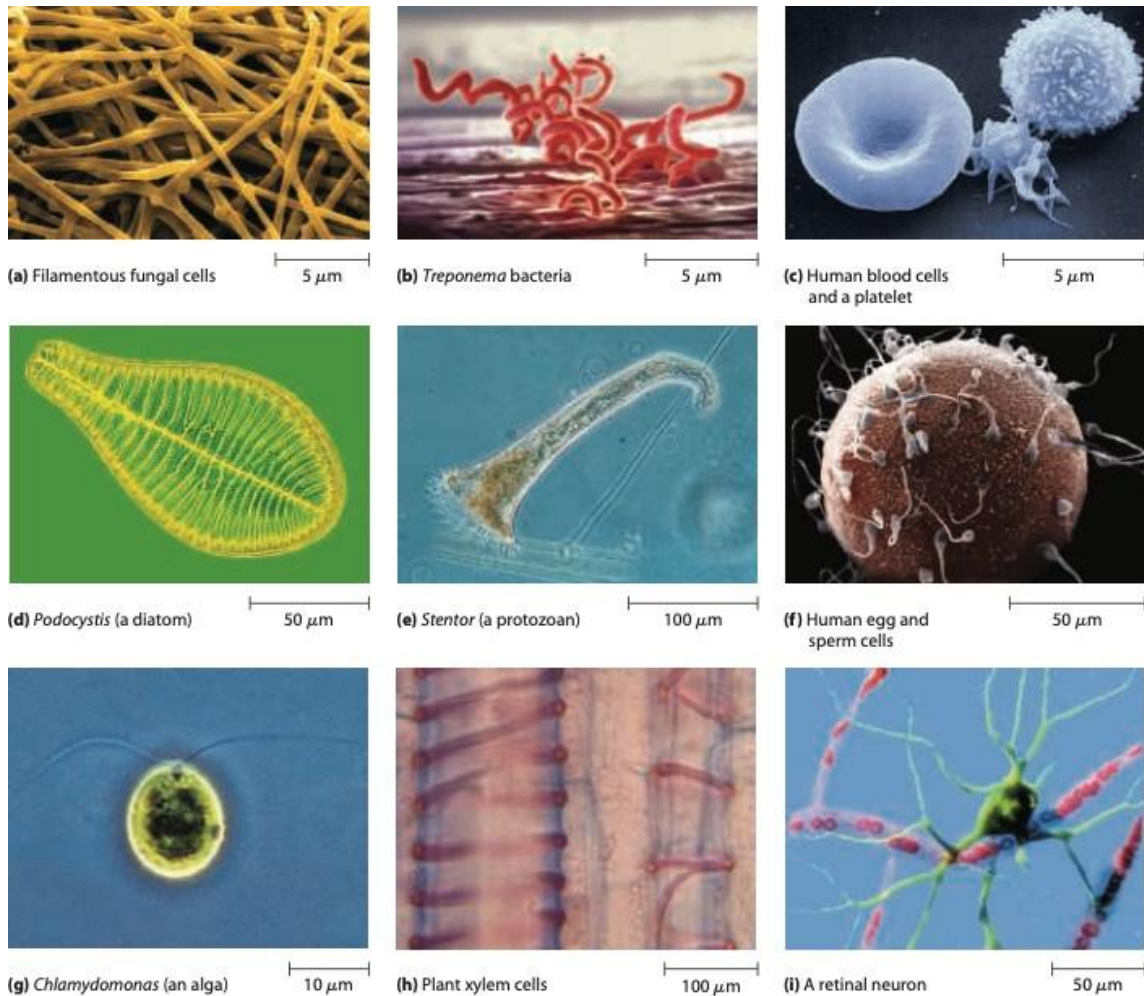 (a) Filamentous fungal cells
5 μm
(b) Treponema bacteria
5 μm
(c) Human blood cells
and a platelet
5 μm
(d) Podocystis (a diatom)
50 μm
(e) Stentor (a protozoan)
100 μm
(f) Human egg and
sperm cells
50 μm
(g) Chlamydomonas (an alga)
10 μm
(h) Plant xylem cells
100 μm
(i) A retinal neuron
50 μm